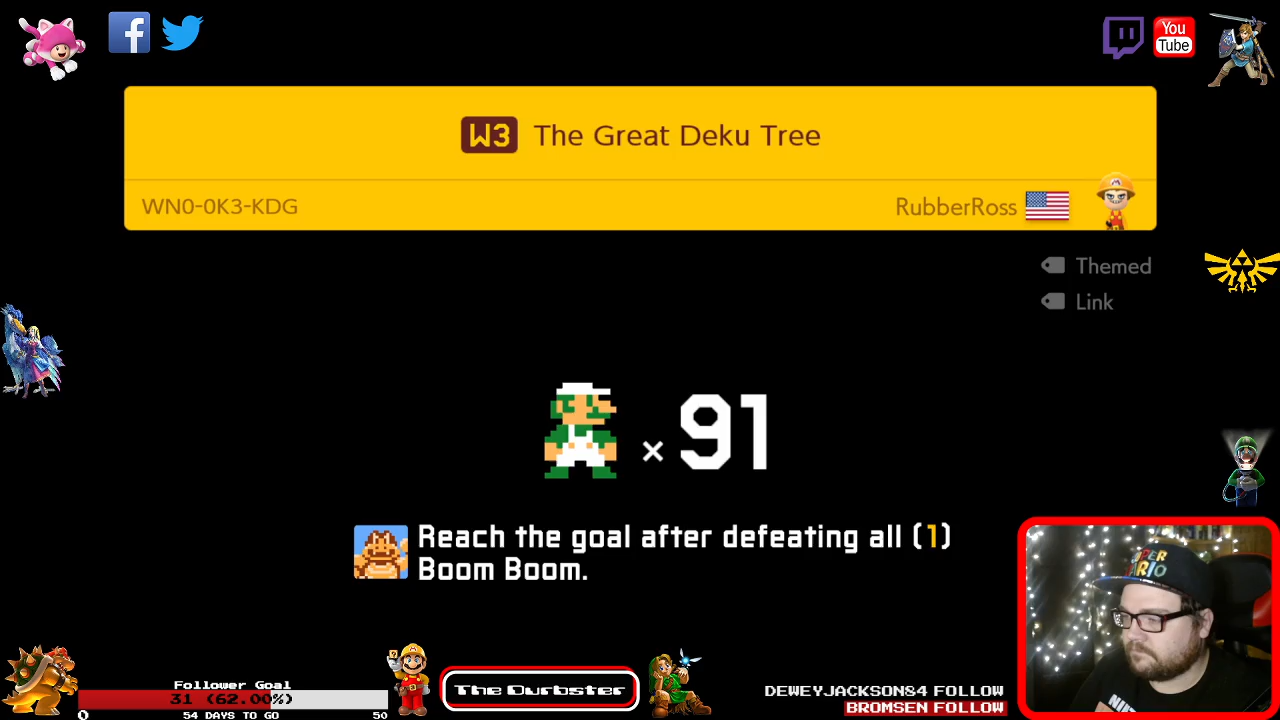 You
Tube
W3 The Great Deku Tree
WN0-0K3-KDG
RubberRoss
Themed
Link
× 91
Reach the goal after defeating all (1)
Boom Boom.
SUPER
MARIO
Follower Goal
31 (62.00%)
0 54 DAYS TO GO 50
The Durbster
DEWEYJACKSON84 FOLLOW
BROMSEN FOLLOW